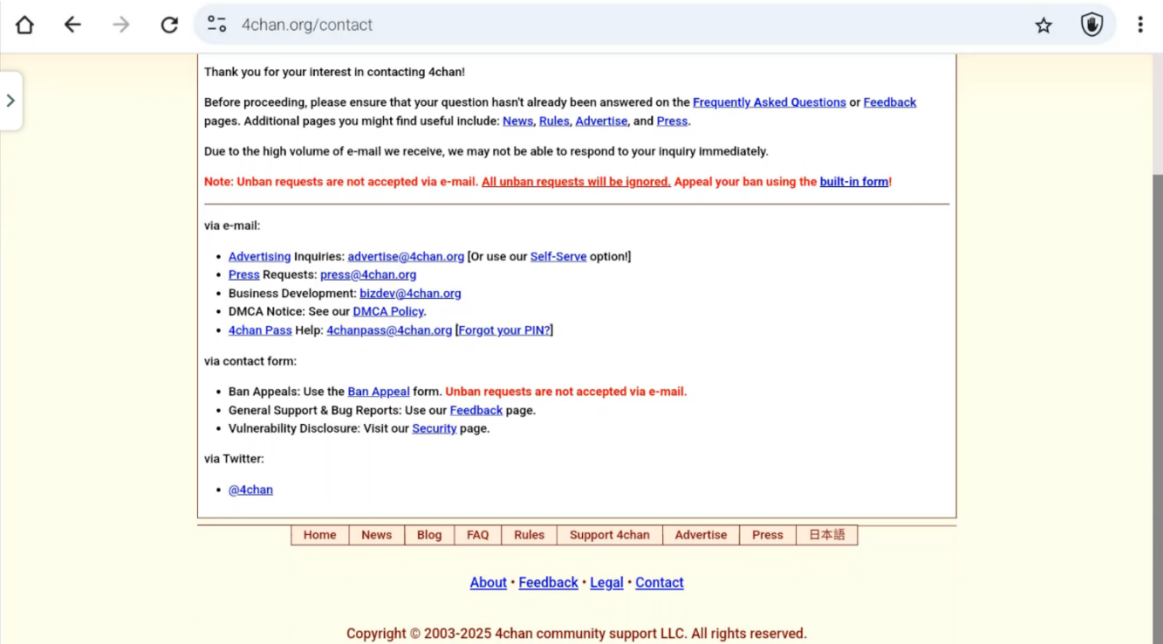 4chan.org/contact
Thank you for your interest in contacting 4chan!
Before proceeding, please ensure that your question hasn't already been answered on the Frequently Asked Questions or Feedback
pages. Additional pages you might find useful include: News, Rules, Advertise, and Press.
Due to the high volume of e-mail we receive, we may not be able to respond to your inquiry immediately.
Note: Unban requests are not accepted via e-mail. All unban requests will be ignored. Appeal your ban using the built-in form!
via e-mail:
• Advertising Inquiries: advertise@4chan.org [Or use our Self-Serve option!]
• Press Requests: press@4chan.org
• Business Development: bizdev@4chan.org
• DMCA Notice: See our DMCA Policy.
• 4chan Pass Help: 4chanpass@4chan.org [Forgot your PIN?]
via contact form:
• Ban Appeals: Use the Ban Appeal form. Unban requests are not accepted via e-mail.
• General Support & Bug Reports: Use our Feedback page.
• Vulnerability Disclosure: Visit our Security page.
via Twitter:
• @4chan
Home News Blog FAQ Rules Support 4chan Advertise Press 日本語
About • Feedback • Legal • Contact
Copyright © 2003-2025 4chan community support LLC. All rights reserved.